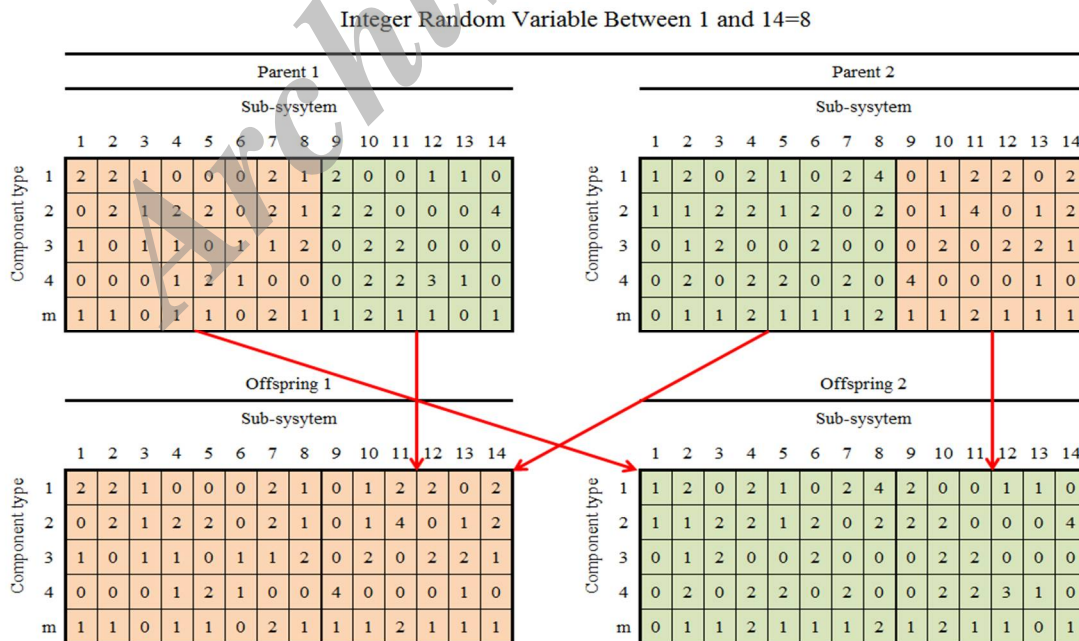 Integer Random Variable Between 1 and 14=8
Parent 1
Sub-sysytem
1 2 3 4 5 6 7 8 9 10 11 12 13 14
Component type
1 2 2 1 0 0 0 2 1 2 0 0 1 1 0
2 0 2 1 2 2 0 2 1 2 2 0 0 0 4
3 1 0 1 1 0 1 1 2 0 2 2 0 0 0
4 0 0 0 1 2 1 0 0 0 2 2 3 1 0
m 1 1 0 1 1 0 2 1 1 2 1 1 0 1
Parent 2
Sub-sysytem
1 2 3 4 5 6 7 8 9 10 11 12 13 14
Component type
1 1 2 0 2 1 0 2 4 0 1 2 2 0 2
2 1 1 2 2 1 2 0 2 0 1 4 0 1 2
3 0 1 2 0 0 2 0 0 0 2 0 2 2 1
4 0 2 0 2 2 0 2 0 4 0 0 0 1 0
m 0 1 1 2 1 1 1 2 1 1 2 1 1 1
Offspring 1
Sub-sysytem
1 2 3 4 5 6 7 8 9 10 11 12 13 14
Component type
1 2 2 1 0 0 0 2 1 0 1 2 2 0 2
2 0 2 1 2 2 0 2 1 0 1 4 0 1 2
3 1 0 1 1 0 1 1 2 0 2 0 2 2 1
4 0 0 0 1 2 1 0 0 4 0 0 0 1 0
m 1 1 0 1 1 0 2 1 1 1 2 1 1 1
Offspring 2
Sub-sysytem
1 2 3 4 5 6 7 8 9 10 11 12 13 14
Component type
1 1 2 0 2 1 0 2 4 2 0 0 1 1 0
2 1 1 2 2 1 2 0 2 2 2 0 0 0 4
3 0 1 2 0 0 2 0 0 0 2 2 0 0 0
4 0 2 0 2 2 0 2 0 0 2 2 3 1 0
m 0 1 1 2 1 1 1 2 1 2 1 1 0 1